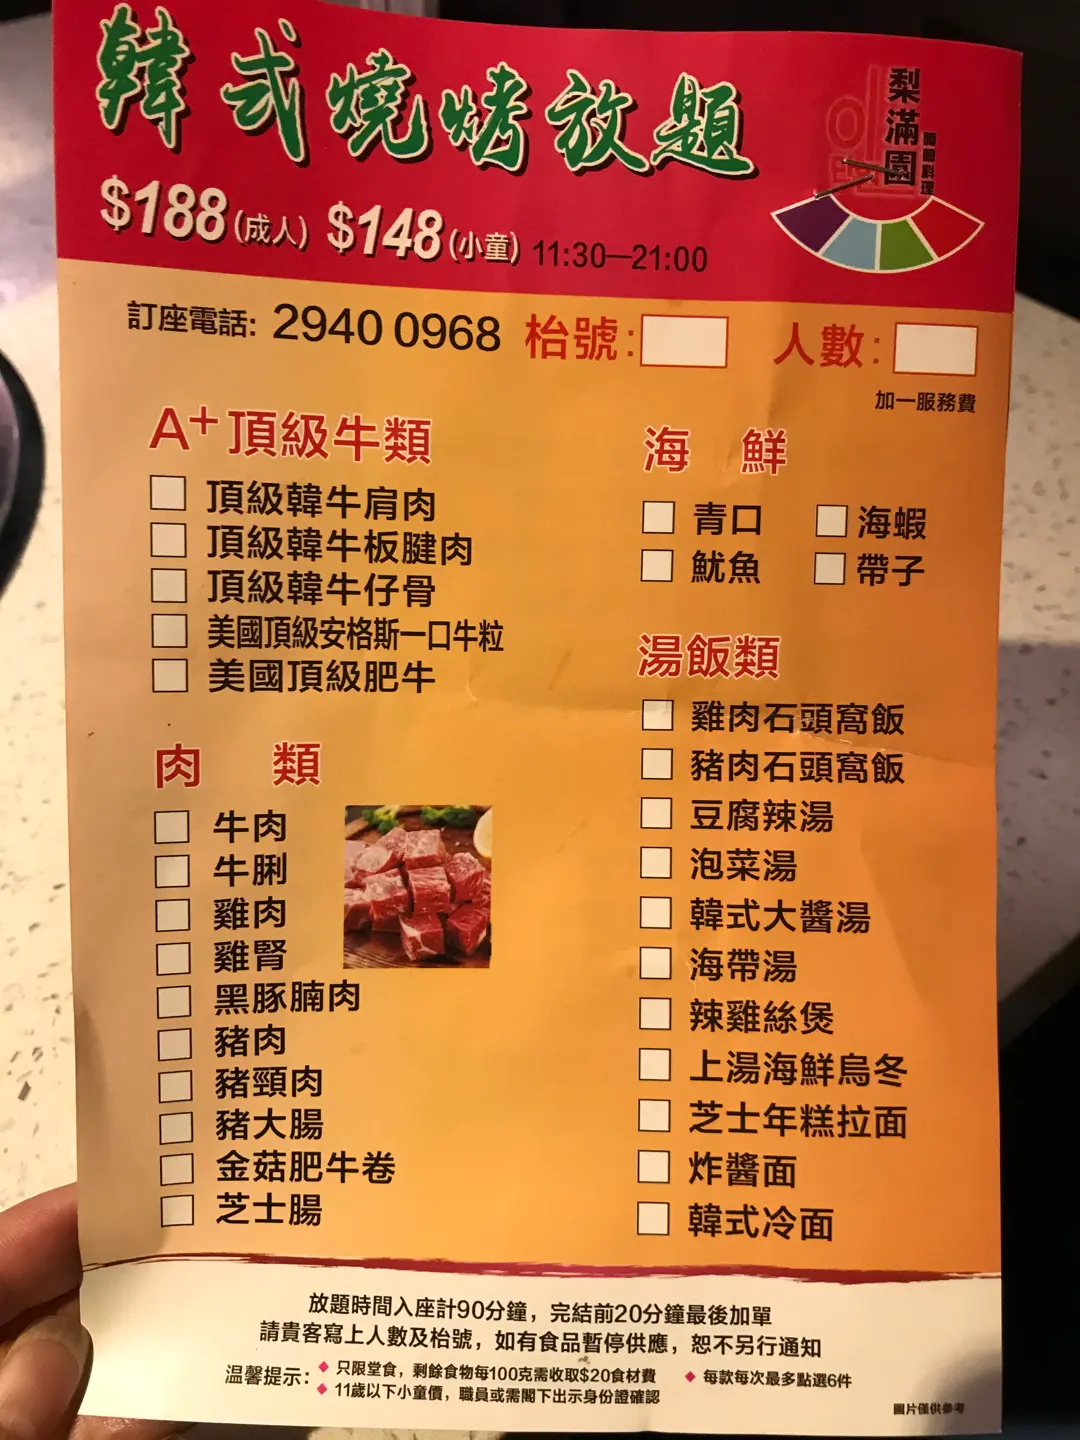 韓式燒烤放題
梨滿園
韓國料理
$188(成人) $148(小童) 11:30—21:00
訂座電話: 2940 0968 枱號: 人數:
加一服務費
A+頂級牛類
頂級韓牛肩肉
頂級韓牛板腱肉
頂級韓牛仔骨
美國頂級安格斯一口牛粒
美國頂級肥牛
肉 類
牛肉
牛脷
雞肉
雞腎
黑豚腩肉
豬肉
豬頸肉
豬大腸
金菇肥牛卷
芝士腸
海 鮮
青口 海蝦
魷魚 帶子
湯飯類
雞肉石頭窩飯
豬肉石頭窩飯
豆腐辣湯
泡菜湯
韓式大醬湯
海帶湯
辣雞絲煲
上湯海鮮烏冬
芝士年糕拉面
炸醬面
韓式冷面
放題時間入座計90分鐘，完結前20分鐘最後加單
請貴客寫上人數及枱號，如有食品暫停供應，恕不另行通知
溫馨提示: ◆ 只限堂食，剩餘食物每100克需收取$20食材費 ◆ 每款每次最多點選6件
◆ 11歲以下小童價，職員或需閣下出示身份證確認
圖片僅供參考